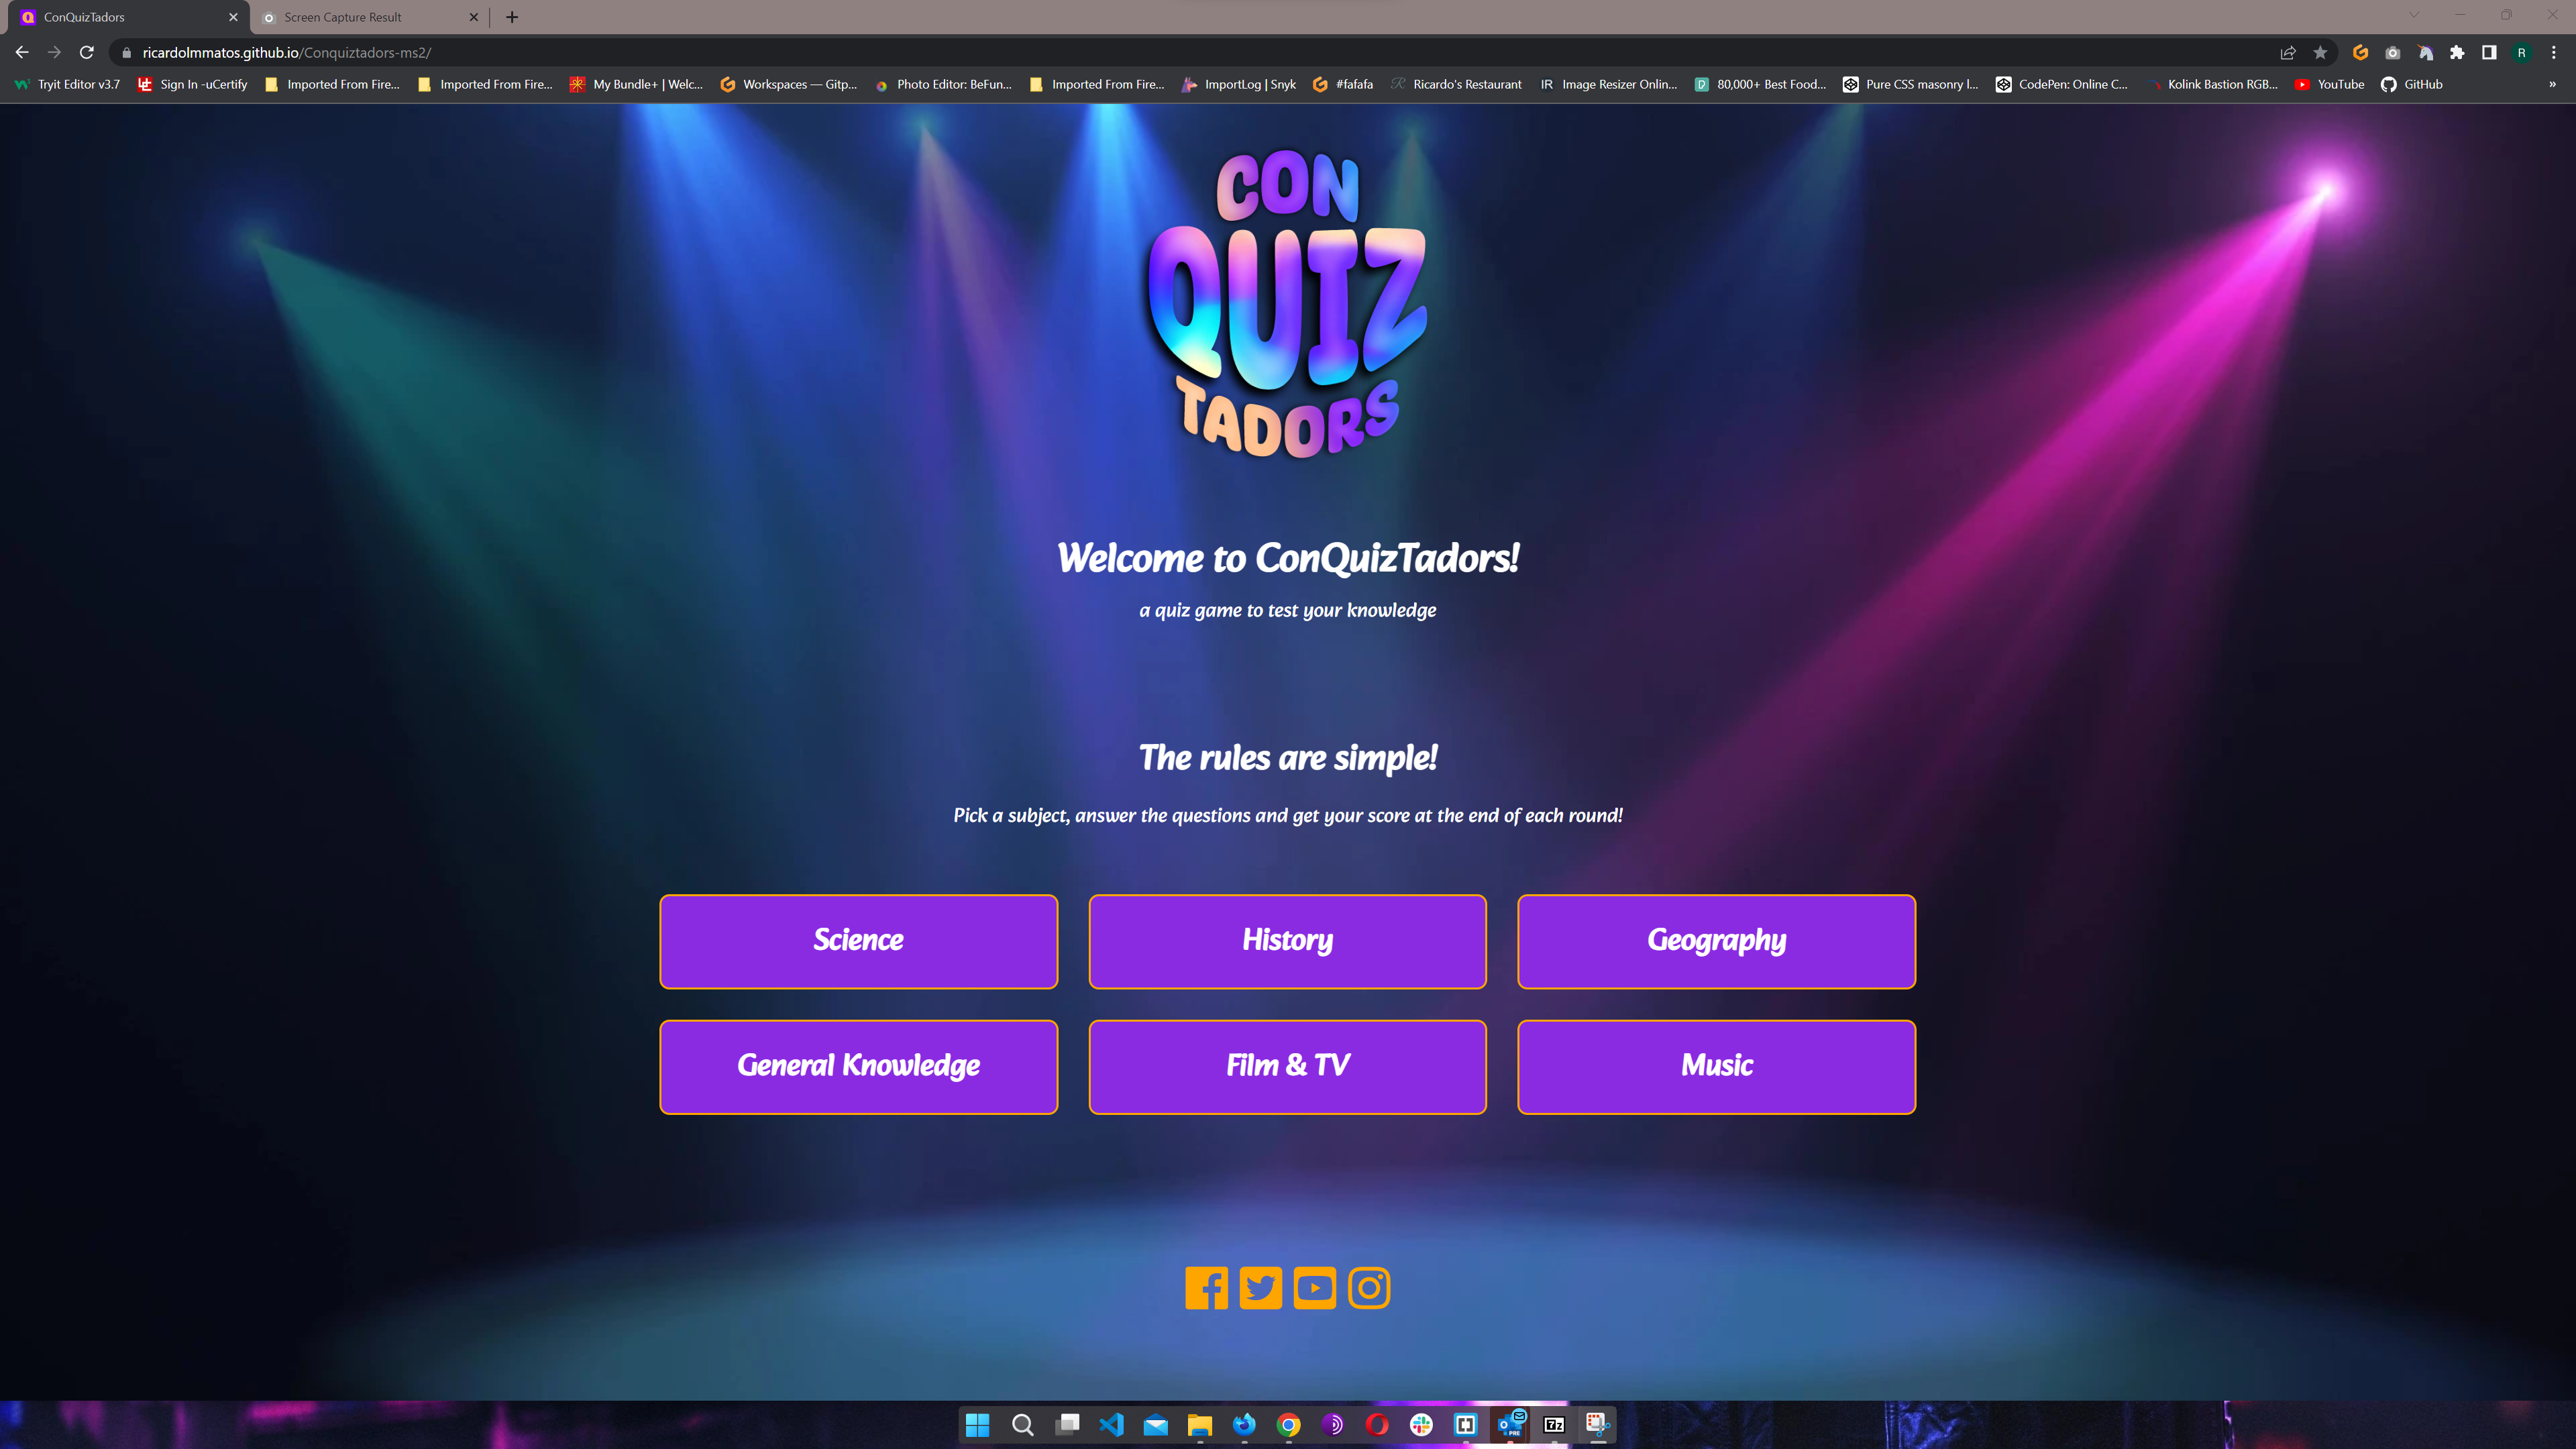 ConQuizTadors
Screen Capture Result
ricardolmmatos.github.io/Conquiztadors-ms2/
R
Tryit Editor v3.7
Sign In -uCertify
Imported From Fire...
Imported From Fire...
My Bundle+ | Welc...
Workspaces — Gitp...
Photo Editor: BeFun...
Imported From Fire...
ImportLog | Snyk
#fafafa
Ricardo's Restaurant
IR Image Resizer Onlin...
80,000+ Best Food...
Pure CSS masonry l...
CodePen: Online C...
Kolink Bastion RGB...
YouTube
GitHub
»
CON
QUIZ
TADORS
Welcome to ConQuizTadors!
a quiz game to test your knowledge
The rules are simple!
Pick a subject, answer the questions and get your score at the end of each round!
Science
History
Geography
General Knowledge
Film & TV
Music
PRE
7z